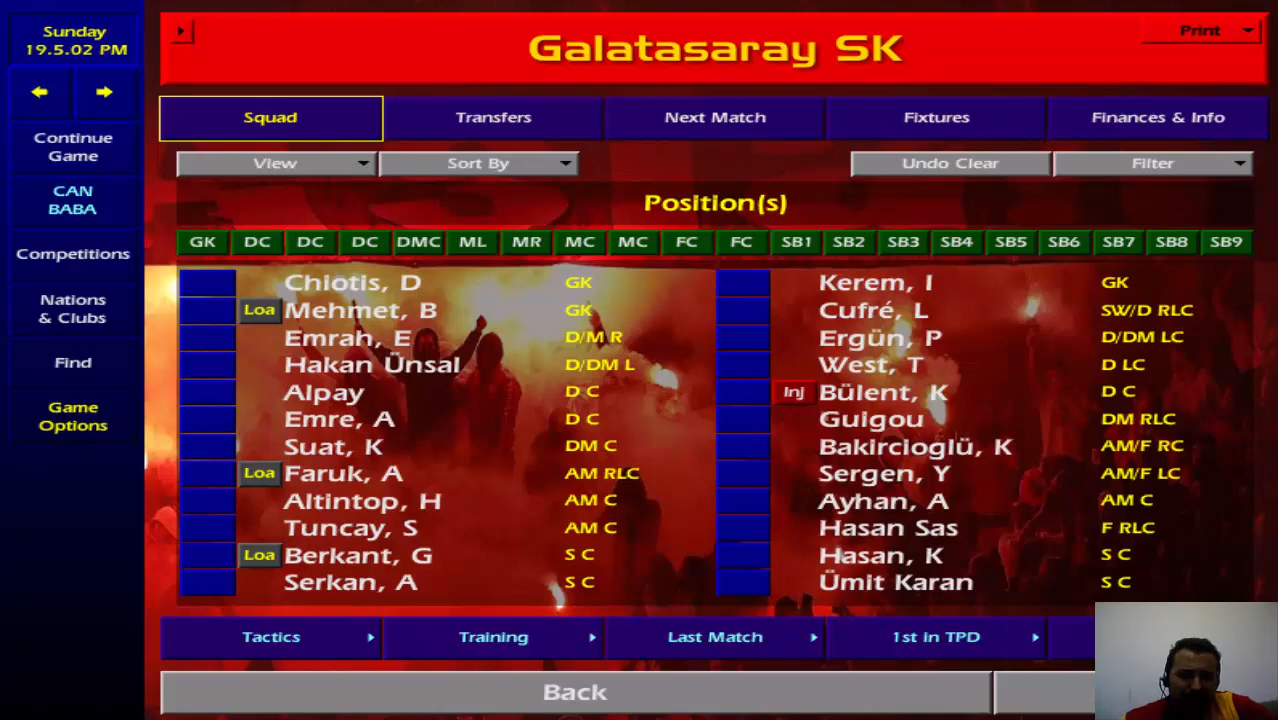 Sunday
19.5.02 PM
Continue
Game
CAN
BABA
Competitions
Nations
& Clubs
Find
Game
Options
Galatasaray SK
Print
Squad Transfers Next Match Fixtures Finances & Info
View Sort By Undo Clear Filter
Position(s)
GK DC DC DC DMC ML MR MC MC FC FC SB1 SB2 SB3 SB4 SB5 SB6 SB7 SB8 SB9
Chiotis, D GK Kerem, I GK
Loa Mehmet, B GK Cufré, L SW/D RLC
Emrah, E D/M R Ergün, P D/DM LC
Hakan Ünsal D/DM L West, T D LC
Alpay D C Inj Bülent, K D C
Emre, A D C Guigou DM RLC
Suat, K DM C Bakircioglü, K AM/F RC
Loa Faruk, A AM RLC Sergen, Y AM/F LC
Altintop, H AM C Ayhan, A AM C
Tuncay, S AM C Hasan Sas F RLC
Loa Berkant, G S C Hasan, K S C
Serkan, A S C Ümit Karan S C
Tactics Training Last Match 1st in TPD
Back